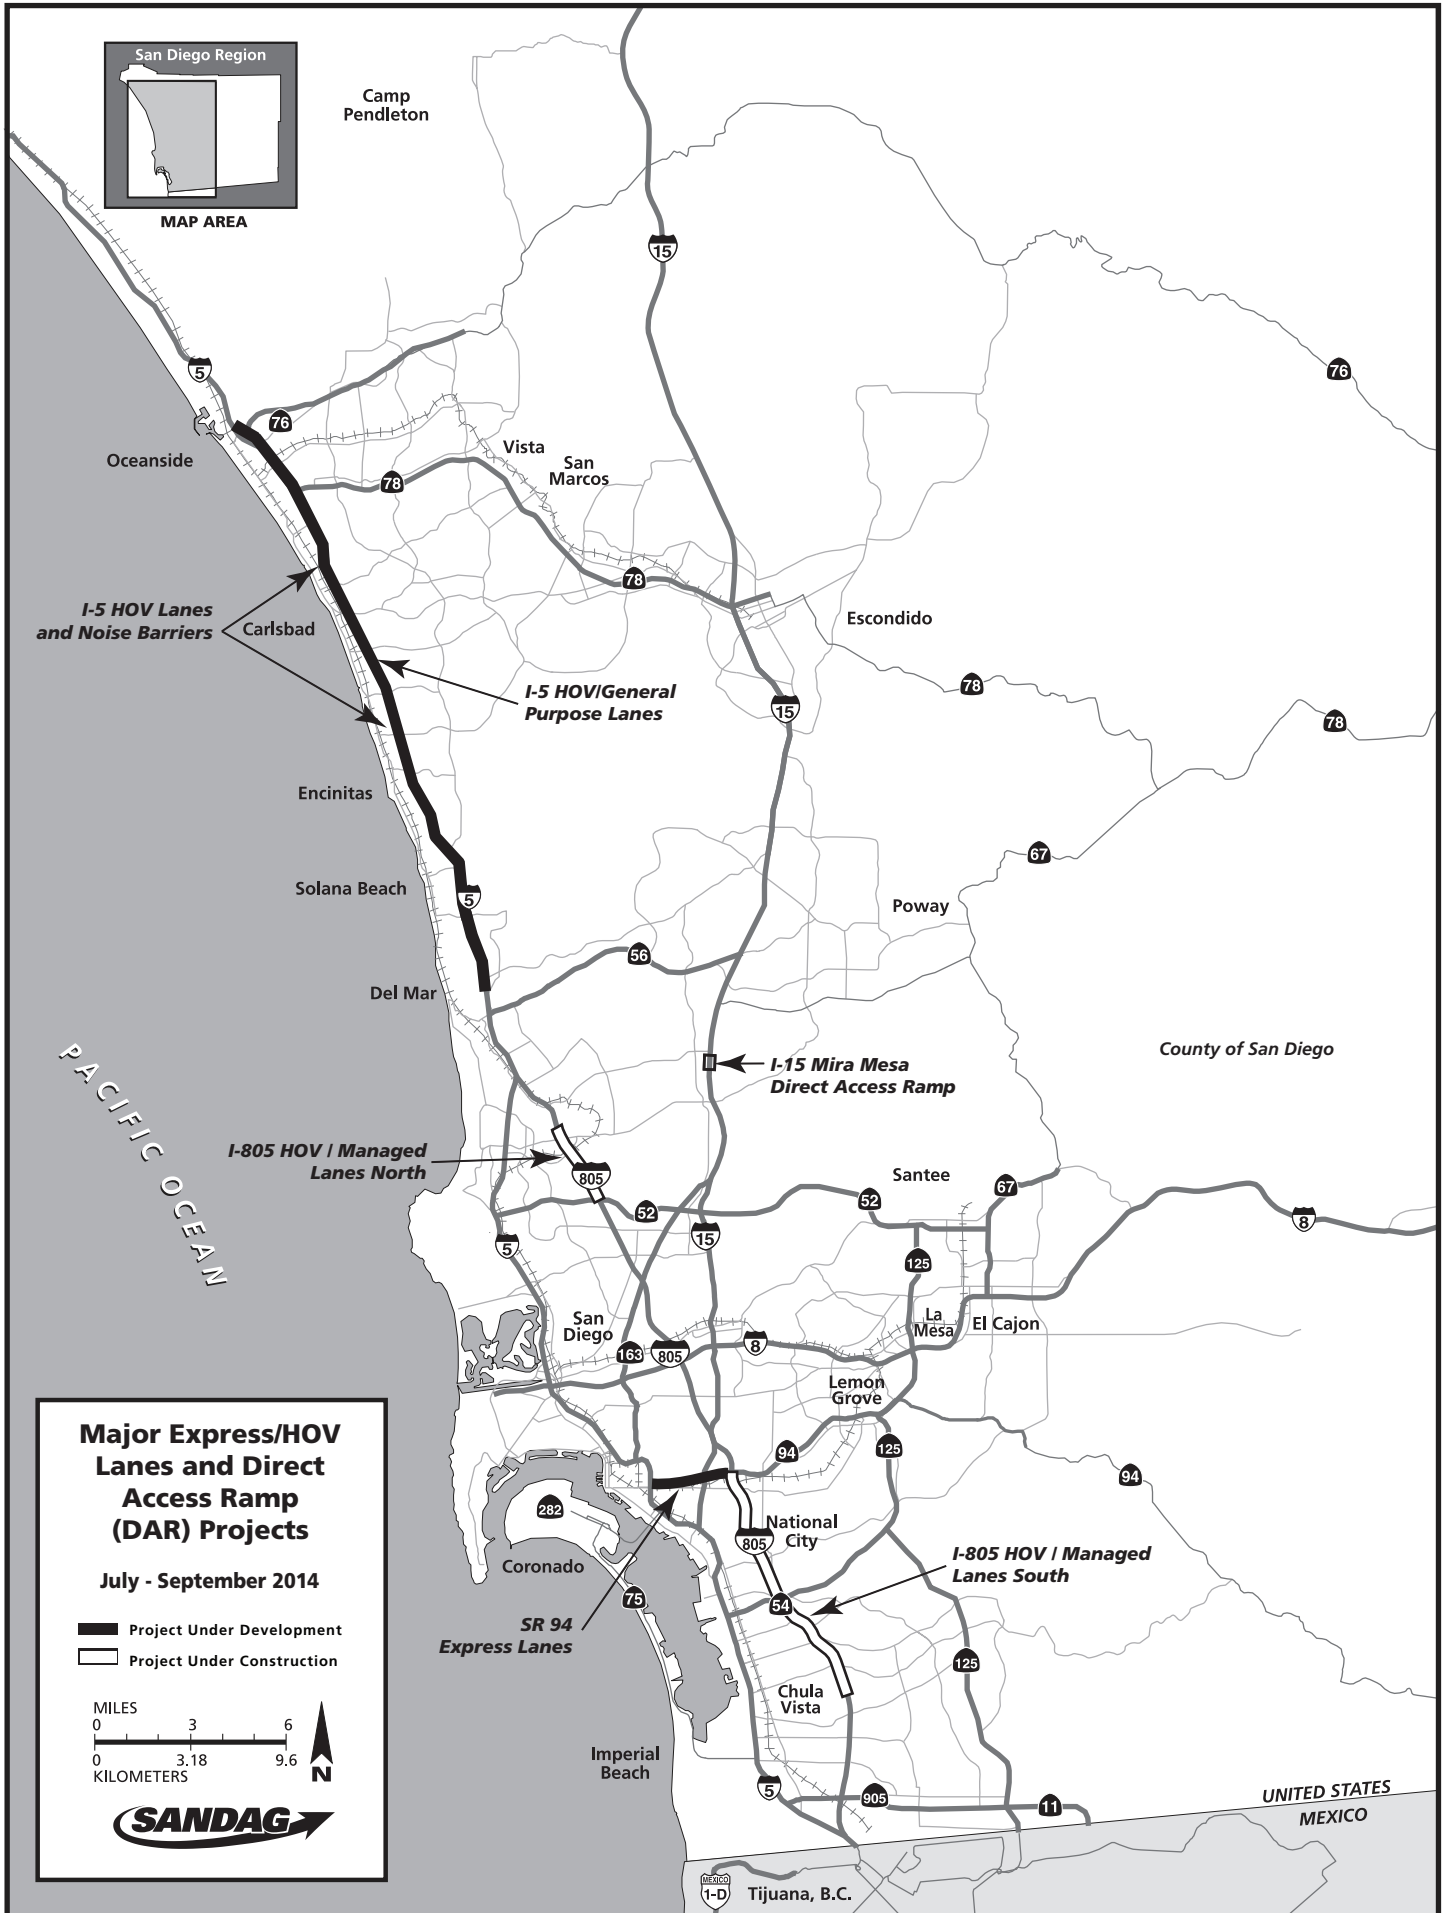 San Diego Region
MAP AREA
Camp
Pendleton
15
5
76
76
Oceanside
Vista
San
Marcos
78
78
I-5 HOV Lanes
and Noise Barriers
Carlsbad
Escondido
I-5 HOV/General
Purpose Lanes
78
15
78
Encinitas
67
Solana Beach
5
Poway
56
Del Mar
PACIFIC OCEAN
I-15 Mira Mesa
Direct Access Ramp
County of San Diego
I-805 HOV / Managed
Lanes North
805
Santee
67
52
52
8
5
15
125
San
Diego
La
Mesa
El Cajon
163
805
8
Lemon
Grove
94
125
94
282
National
City
805
Coronado
I-805 HOV / Managed
Lanes South
75
54
SR 94
Express Lanes
125
Chula
Vista
Imperial
Beach
5
905
11
UNITED STATES
MEXICO
MEXICO
1-D
Tijuana, B.C.
Major Express/HOV
Lanes and Direct
Access Ramp
(DAR) Projects
July - September 2014
Project Under Development
Project Under Construction
MILES
0 3 6
0 3.18 9.6
KILOMETERS
N
SANDAG